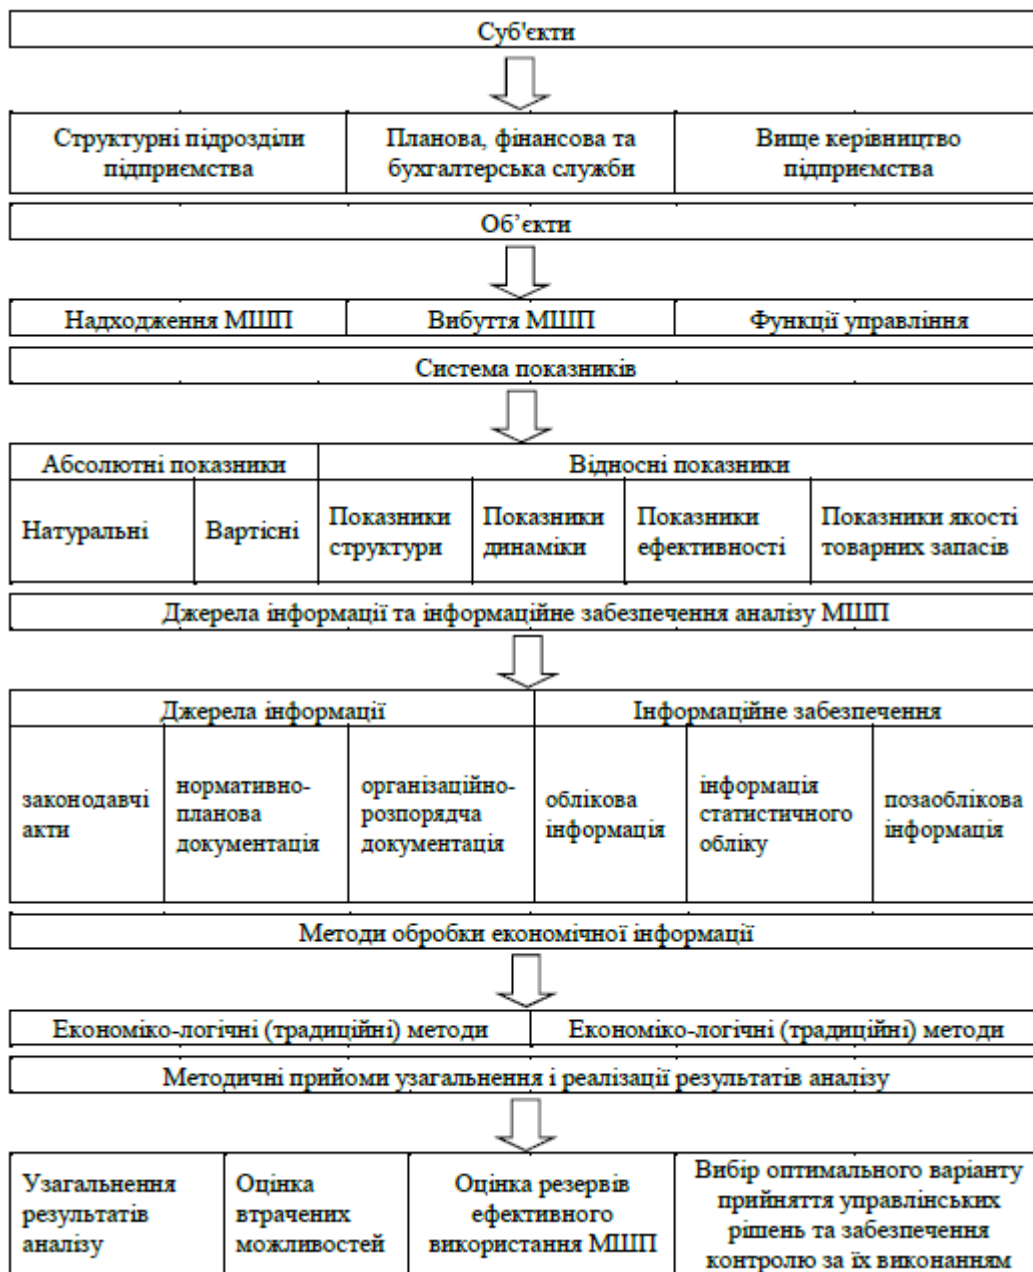 Суб'єкти
Структурні підрозділи
підприємства
Планова, фінансова та
бухгалтерська служби
Вище керівництво
підприємства
Об’єкти
Надходження МШП
Вибуття МШП
Функції управління
Система показників
Абсолютні показники
Відносні показники
Натуральні
Вартісні
Показники
структури
Показники
динаміки
Показники
ефективності
Показники якості
товарних запасів
Джерела інформації та інформаційне забезпечення аналізу МШП
Джерела інформації
Інформаційне забезпечення
законодавчі
акти
нормативно-
планова
документація
організаційно-
розпорядча
документація
облікова
інформація
інформація
статистичного
обліку
позаоблікова
інформація
Методи обробки економічної інформації
Економіко-логічні (традиційні) методи
Економіко-логічні (традиційні) методи
Методичні прийоми узагальнення і реалізації результатів аналізу
Узагальнення
результатів
аналізу
Оцінка
втрачених
можливостей
Оцінка резервів
ефективного
використання МШП
Вибір оптимального варіанту
прийняття управлінських
рішень та забезпечення
контролю за їх виконанням